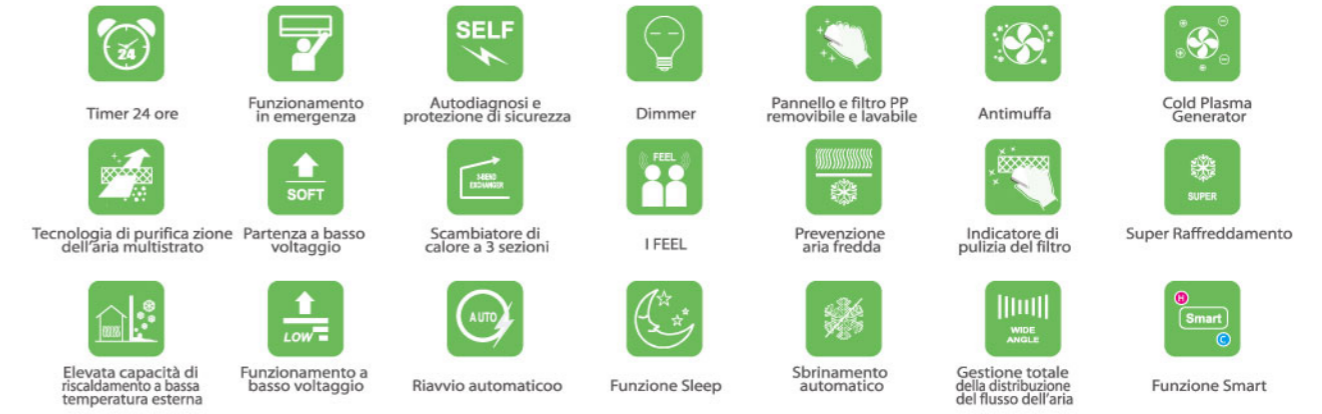 24
Timer 24 ore
Funzionamento
in emergenza
SELF
Autodiagnosi e
protezione di sicurezza
Dimmer
Pannello e filtro PP
removibile e lavabile
Antimuffa
Cold Plasma
Generator
Tecnologia di purifica zione
dell'aria multistrato
SOFT
Partenza a basso
voltaggio
3-BEND
EXCHANGER
Scambiatore di
calore a 3 sezioni
FEEL
I FEEL
Prevenzione
aria fredda
Indicatore di
pulizia del filtro
SUPER
Super Raffreddamento
Elevata capacità di
riscaldamento a bassa
temperatura esterna
LOW
Funzionamento a
basso voltaggio
AUTO
Riavvio automaticoo
Funzione Sleep
Sbrinamento
automatico
WIDE
ANGLE
Gestione totale
della distribuzione
del flusso dell'aria
H
Smart
C
Funzione Smart